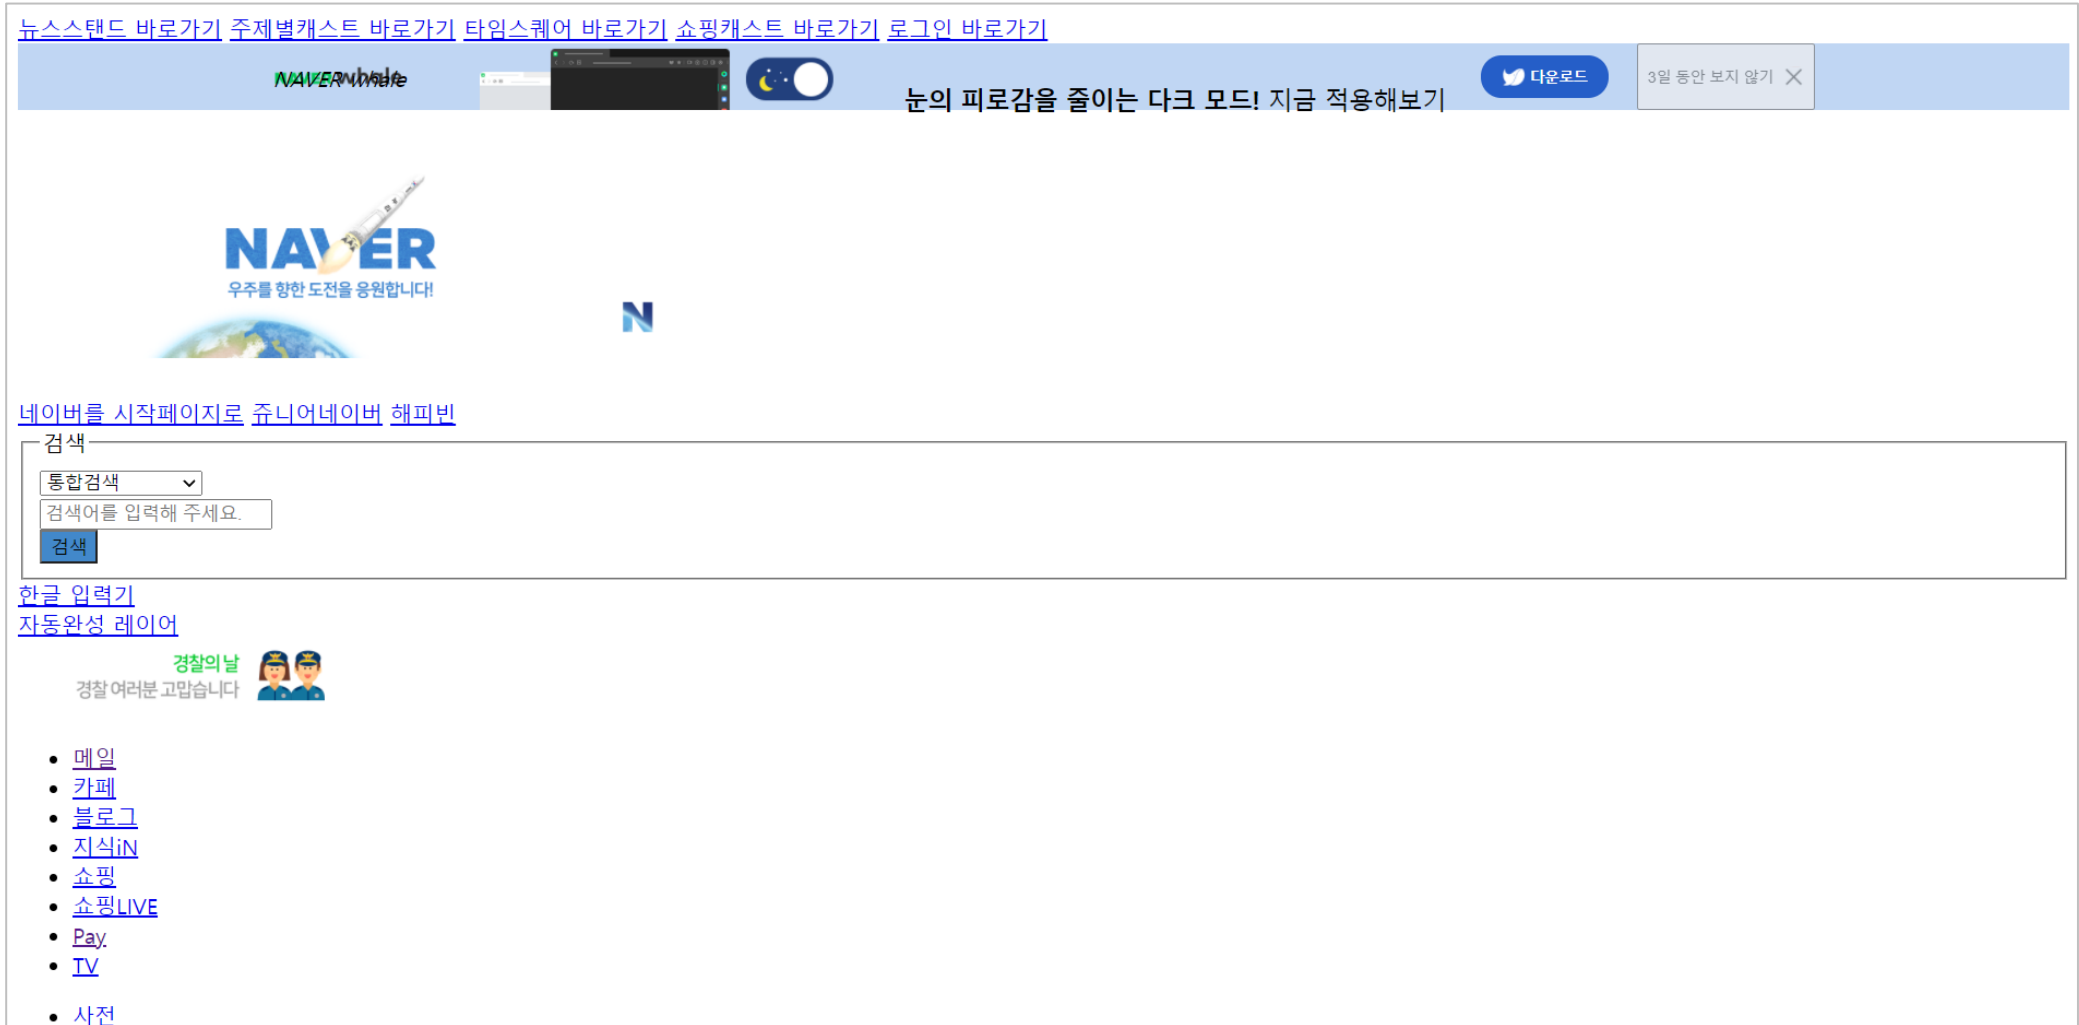 뉴스스탠드 바로가기 주제별캐스트 바로가기 타임스퀘어 바로가기 쇼핑캐스트 바로가기 로그인 바로가기
NAVER whale
눈의 피로감을 줄이는 다크 모드! 지금 적용해보기
다운로드
3일 동안 보지 않기
NAVER
우주를 향한 도전을 응원합니다!
N
네이버를 시작페이지로 쥬니어네이버 해피빈
검색
통합검색
검색어를 입력해 주세요.
검색
한글 입력기
자동완성 레이어
경찰의 날
경찰 여러분 고맙습니다
메일
카페
블로그
지식iN
쇼핑
쇼핑LIVE
Pay
TV
사전